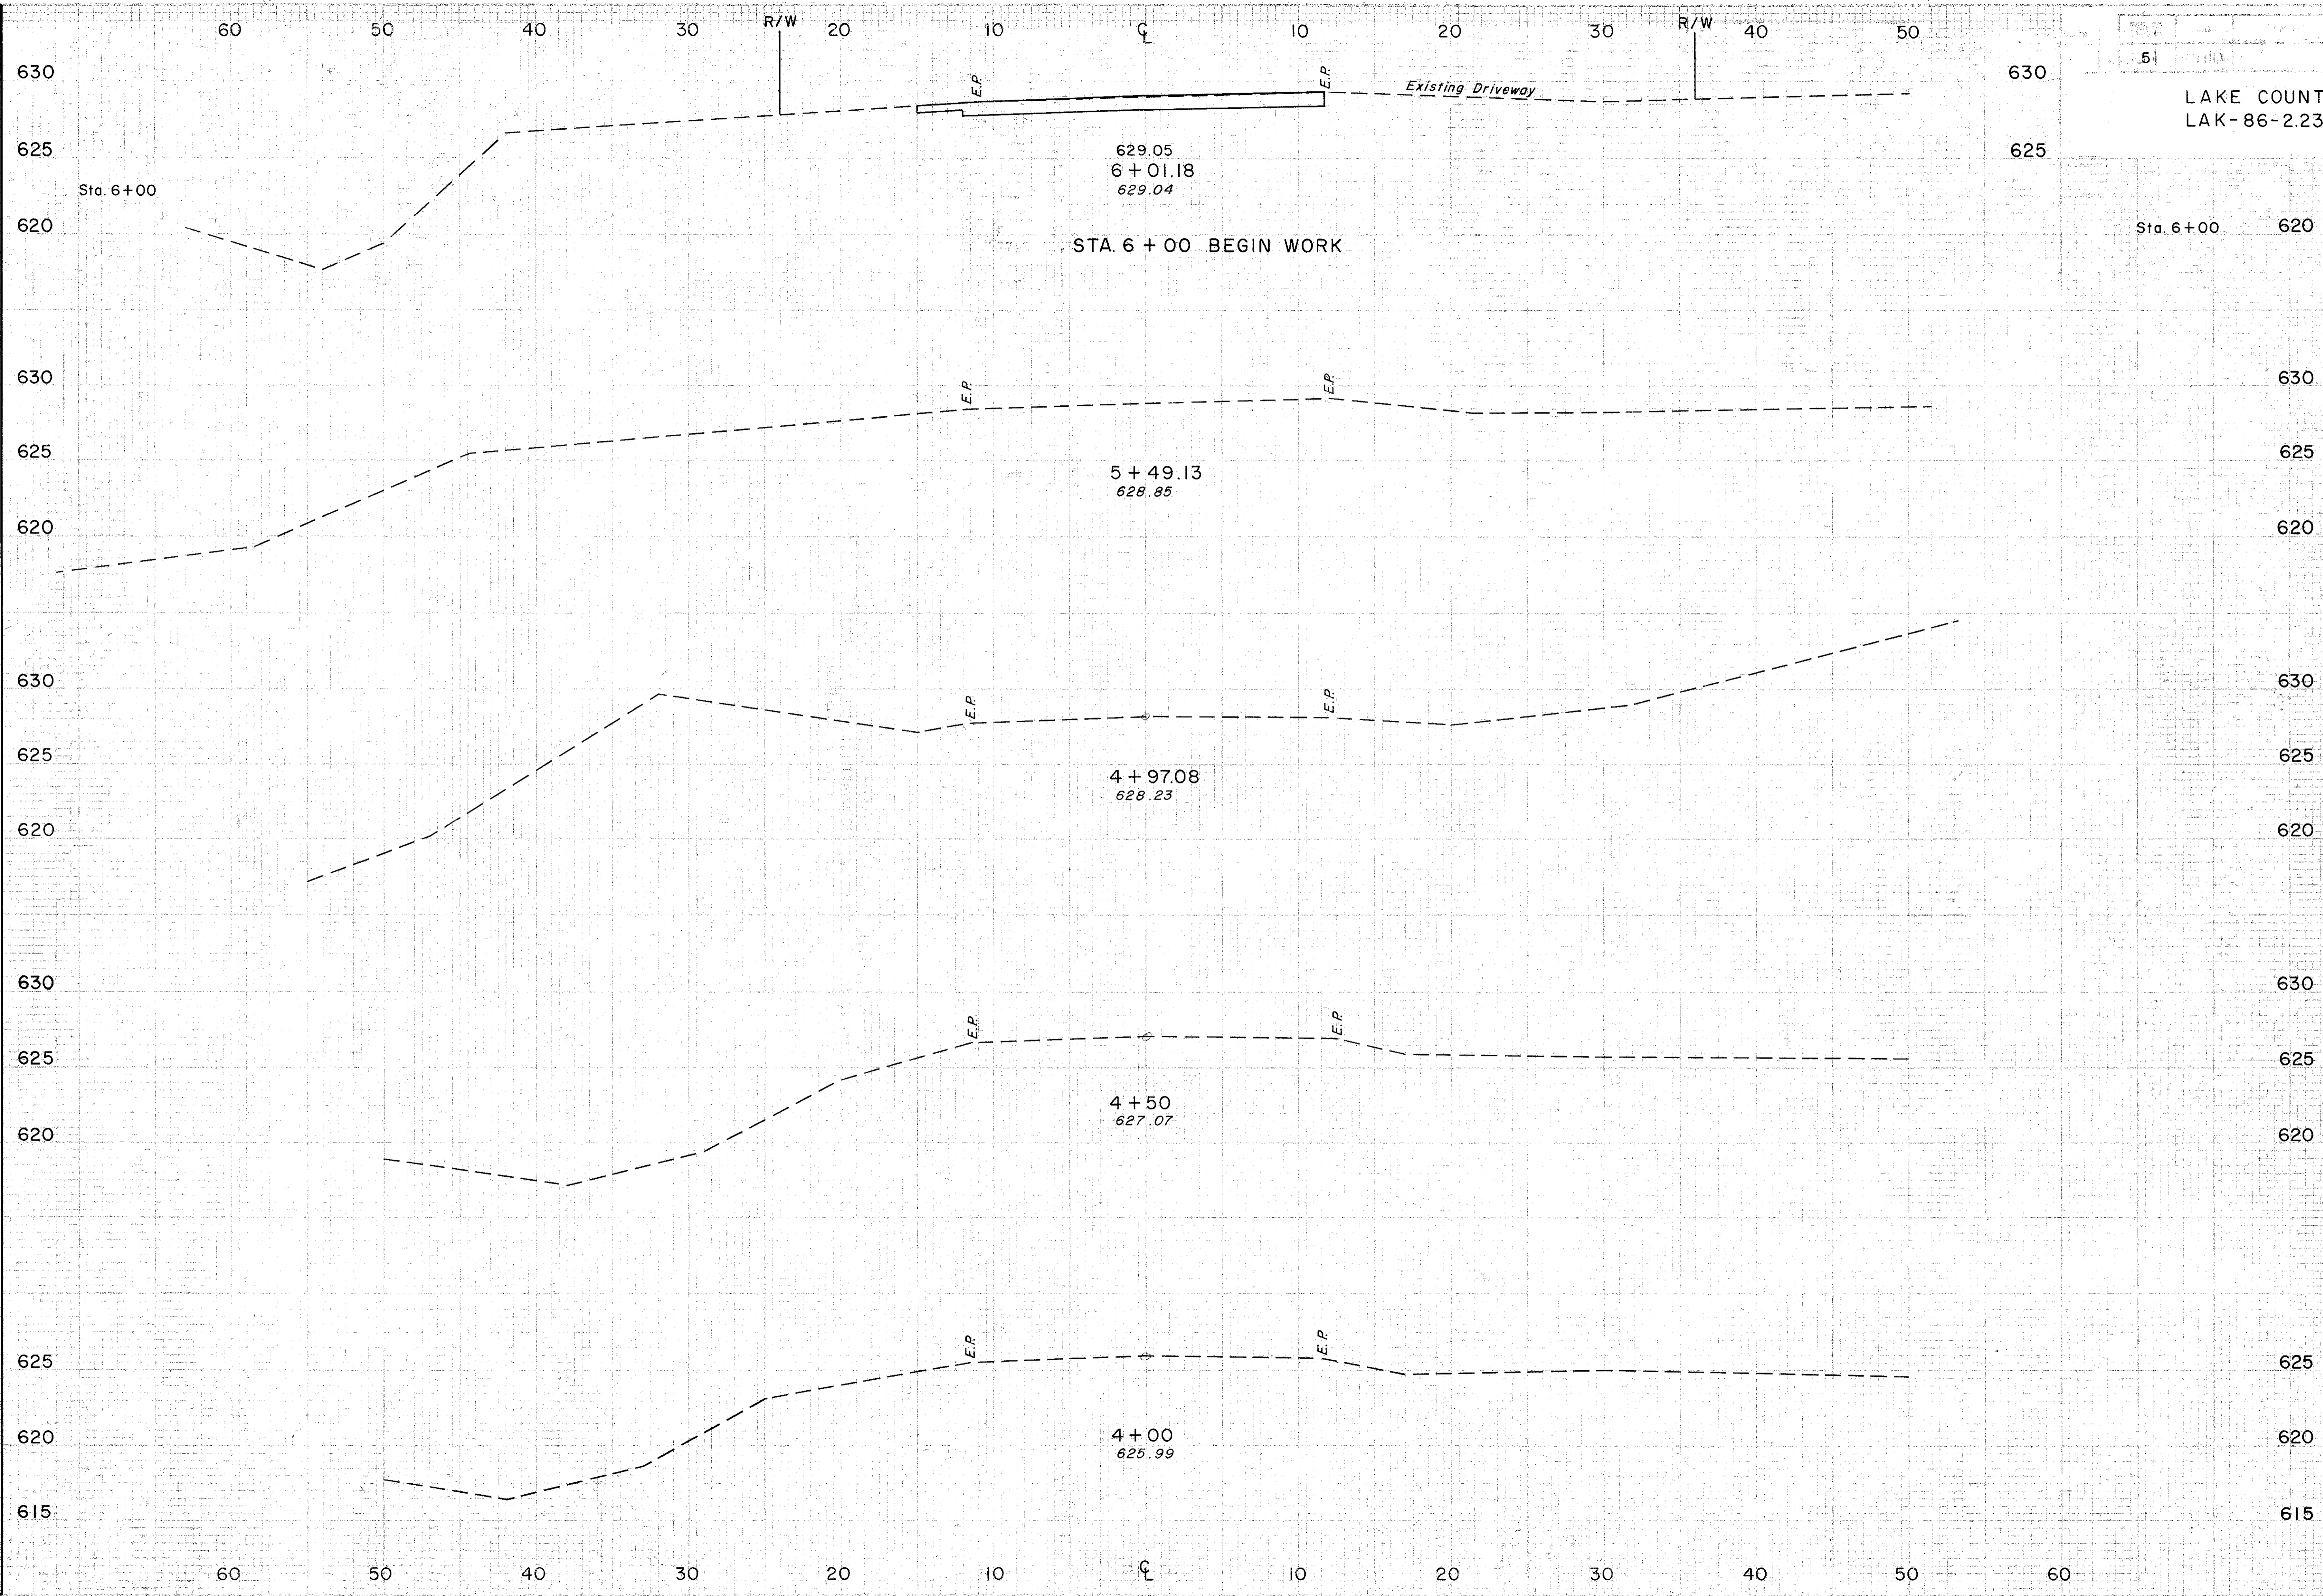 60 50 40 30 R/W 20 10 ℄ 10 20 30 R/W 40 50
5
630 E.P. E.P. Existing Driveway 630
LAKE COUNT
LAK-86-2.23
625 629.05 625
6 + 01.18
Sta. 6+00 629.04
620 Sta. 6+00 620
STA. 6 + 00 BEGIN WORK
630 E.P. E.P. 630
625 625
5 + 49.13
628.85
620 620
630 E.P. E.P. 630
625 625
4 + 97.08
628.23
620 620
630 630
E.P. E.P.
625 625
4 + 50
627.07
620 620
E.P. E.P.
625 625
620 4 + 00 620
625.99
615 615
60 50 40 30 20 10 ℄ 10 20 30 40 50 60